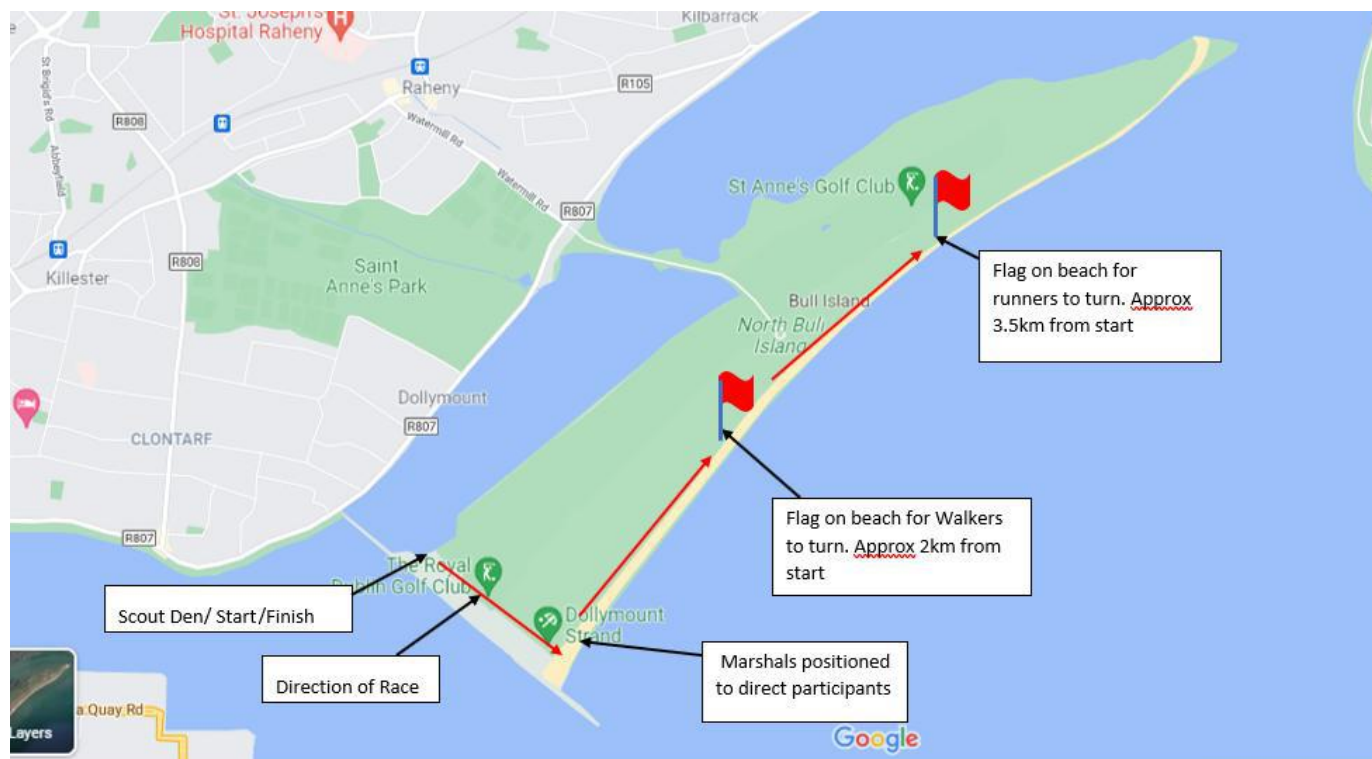 St. Joseph's
Hospital Raheny
Kilbarrack
St Brigid's Rd
Raheny
R105
R808
Watermill Rd
Abbeyfield
Watermill Rd
St Anne's Golf Club
R807
Killester
R808
Saint
Anne's Park
Flag on beach for
runners to turn. Approx
3.5km from start
Bull Island
North Bull
Island
Dollymount
R807
CLONTARF
Flag on beach for Walkers
to turn. Approx 2km from
start
R807
The Royal
Dublin Golf Club
Scout Den/ Start/Finish
Dollymount
Strand
Marshals positioned
to direct participants
Direction of Race
a Quay Rd
Layers
Google